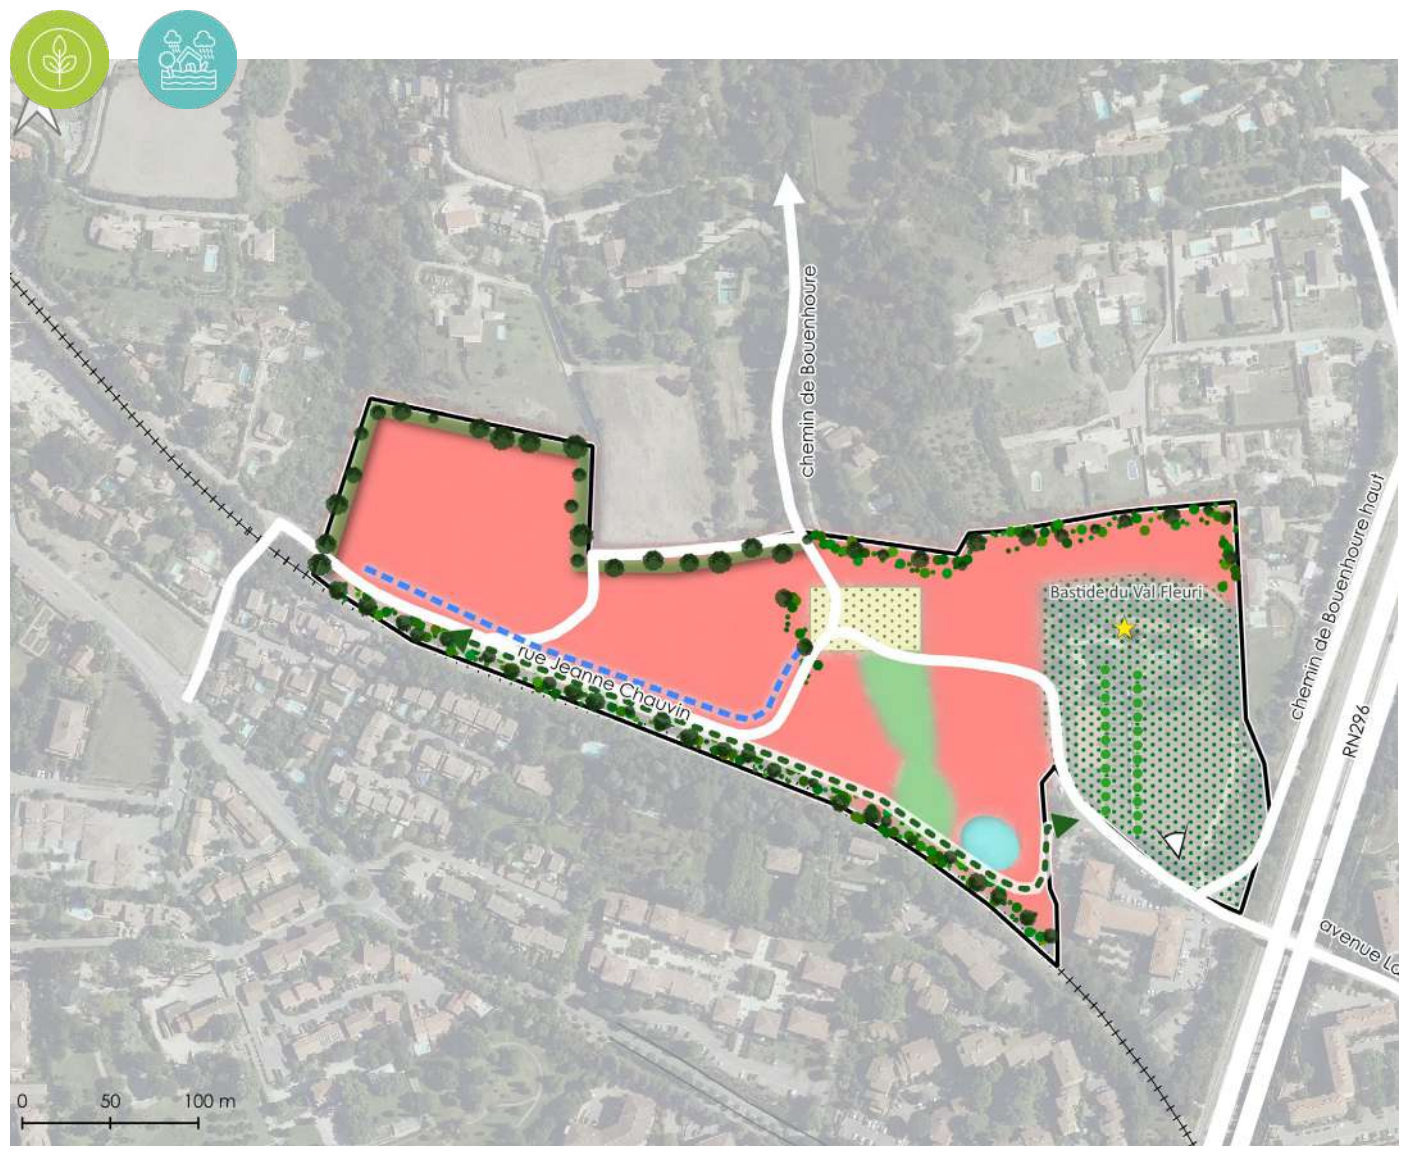 chemin de Bouenhoure
Bastide du Val Fleuri
chemin de Bouenhoure haut
rue Jeanne Chauvin
RN296
avenue
0 50 100 m